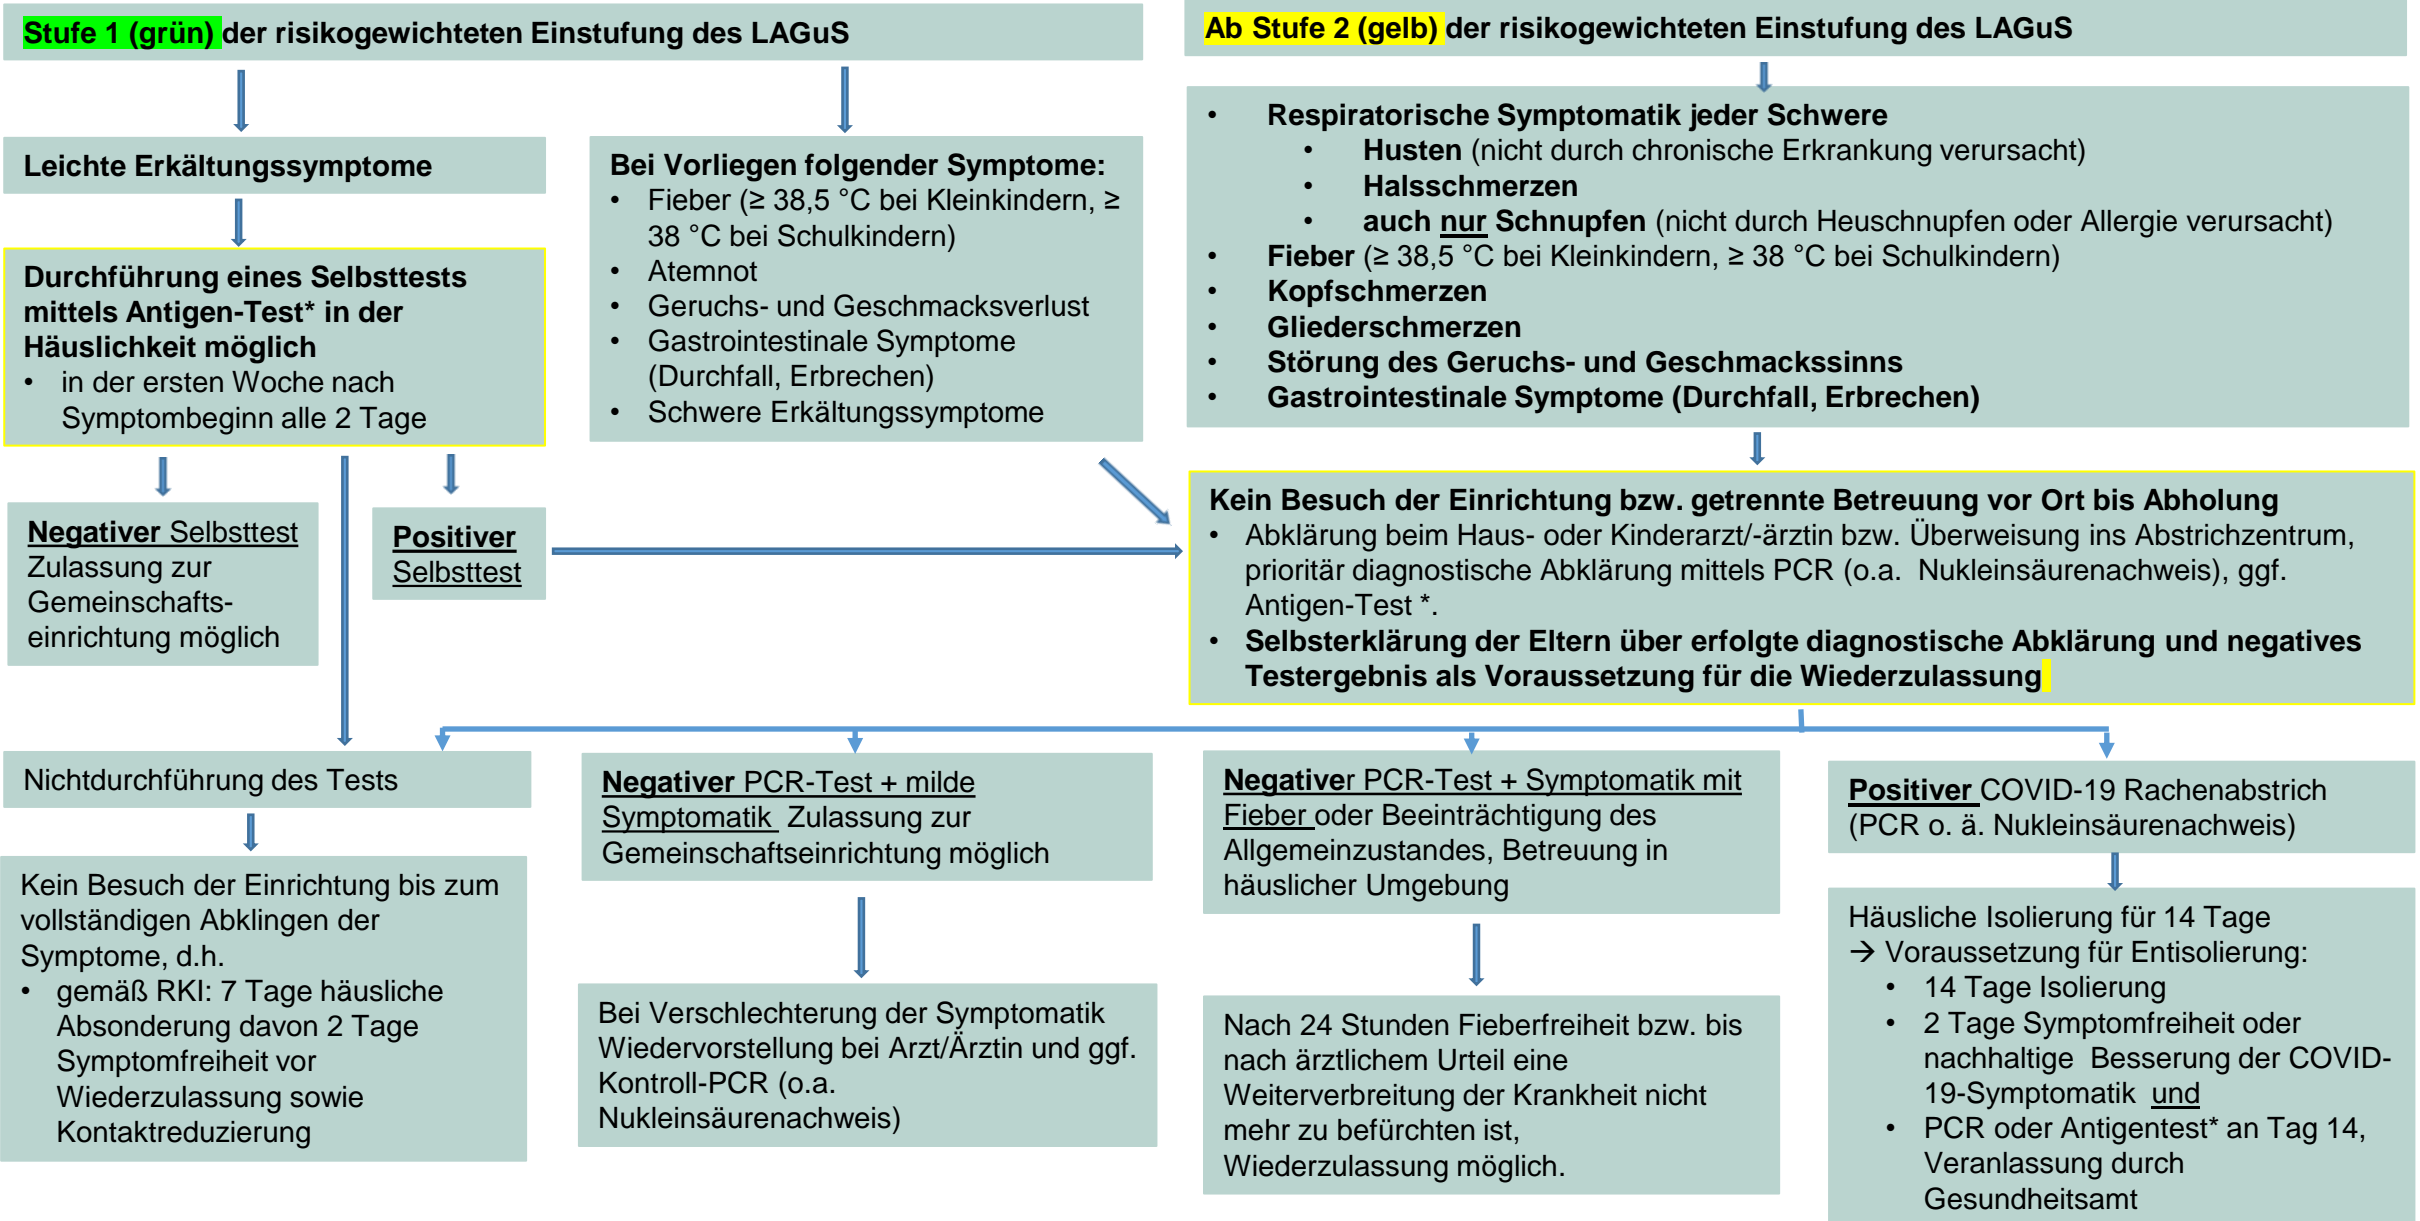 Stufe 1 (grün) der risikogewichteten Einstufung des LAGuS
Ab Stufe 2 (gelb) der risikogewichteten Einstufung des LAGuS
Leichte Erkältungssymptome
Durchführung eines Selbsttests
mittels Antigen-Test* in der
Häuslichkeit möglich
• in der ersten Woche nach
Symptombeginn alle 2 Tage
Bei Vorliegen folgender Symptome:
• Fieber (≥ 38,5 °C bei Kleinkindern, ≥
38 °C bei Schulkindern)
• Atemnot
• Geruchs- und Geschmacksverlust
• Gastrointestinale Symptome
(Durchfall, Erbrechen)
• Schwere Erkältungssymptome
• Respiratorische Symptomatik jeder Schwere
• Husten (nicht durch chronische Erkrankung verursacht)
• Halsschmerzen
• auch nur Schnupfen (nicht durch Heuschnupfen oder Allergie verursacht)
• Fieber (≥ 38,5 °C bei Kleinkindern, ≥ 38 °C bei Schulkindern)
• Kopfschmerzen
• Gliederschmerzen
• Störung des Geruchs- und Geschmackssinns
• Gastrointestinale Symptome (Durchfall, Erbrechen)
Negativer Selbsttest
Zulassung zur
Gemeinschafts-
einrichtung möglich
Positiver
Selbsttest
Kein Besuch der Einrichtung bzw. getrennte Betreuung vor Ort bis Abholung
• Abklärung beim Haus- oder Kinderarzt/-ärztin bzw. Überweisung ins Abstrichzentrum,
prioritär diagnostische Abklärung mittels PCR (o.a. Nukleinsäurenachweis), ggf.
Antigen-Test *.
• Selbsterklärung der Eltern über erfolgte diagnostische Abklärung und negatives
Testergebnis als Voraussetzung für die Wiederzulassung
Nichtdurchführung des Tests
Kein Besuch der Einrichtung bis zum
vollständigen Abklingen der
Symptome, d.h.
• gemäß RKI: 7 Tage häusliche
Absonderung davon 2 Tage
Symptomfreiheit vor
Wiederzulassung sowie
Kontaktreduzierung
Negativer PCR-Test + milde
Symptomatik Zulassung zur
Gemeinschaftseinrichtung möglich
Bei Verschlechterung der Symptomatik
Wiedervorstellung bei Arzt/Ärztin und ggf.
Kontroll-PCR (o.a.
Nukleinsäurenachweis)
Negativer PCR-Test + Symptomatik mit
Fieber oder Beeinträchtigung des
Allgemeinzustandes, Betreuung in
häuslicher Umgebung
Nach 24 Stunden Fieberfreiheit bzw. bis
nach ärztlichem Urteil eine
Weiterverbreitung der Krankheit nicht
mehr zu befürchten ist,
Wiederzulassung möglich.
Positiver COVID-19 Rachenabstrich
(PCR o. ä. Nukleinsäurenachweis)
Häusliche Isolierung für 14 Tage
→ Voraussetzung für Entisolierung:
• 14 Tage Isolierung
• 2 Tage Symptomfreiheit oder
nachhaltige Besserung der COVID-
19-Symptomatik und
• PCR oder Antigentest* an Tag 14,
Veranlassung durch
Gesundheitsamt